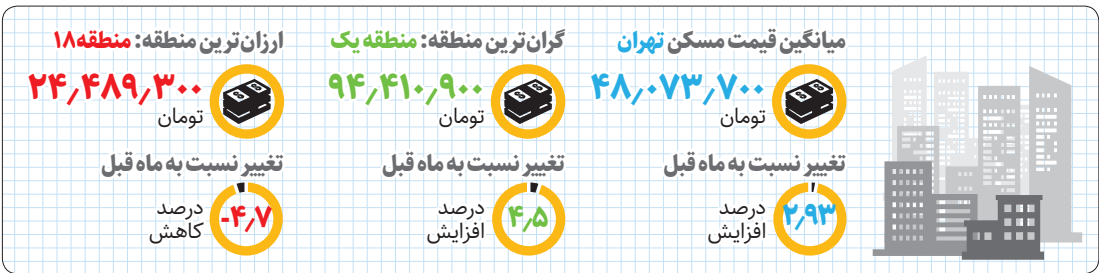 میانگین قیمت مسکن تهران
۴۸٫۰۷۳٫۷۰۰
تومان
تغییر نسبت به ماه قبل
۲٫۹۳
درصد
افزایش
گران‌ترین منطقه: منطقه یک
۹۴٫۴۱۰٫۹۰۰
تومان
تغییر نسبت به ماه قبل
۴٫۵
درصد
افزایش
ارزان‌ترین منطقه: منطقه۱۸
۲۴٫۴۸۹٫۳۰۰
تومان
تغییر نسبت به ماه قبل
-۴٫۷
درصد
کاهش